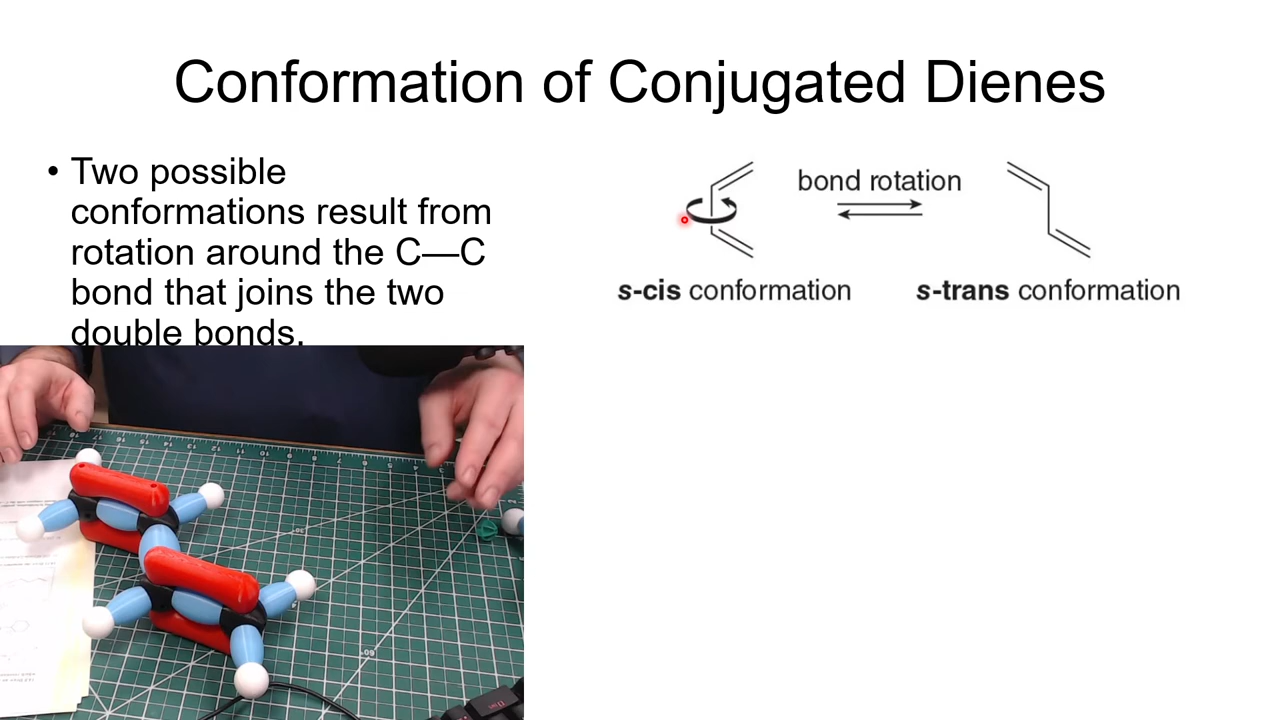 Conformation of Conjugated Dienes
• Two possible
conformations result from
rotation around the C—C
bond that joins the two
double bonds.
bond rotation
s-cis conformation
s-trans conformation